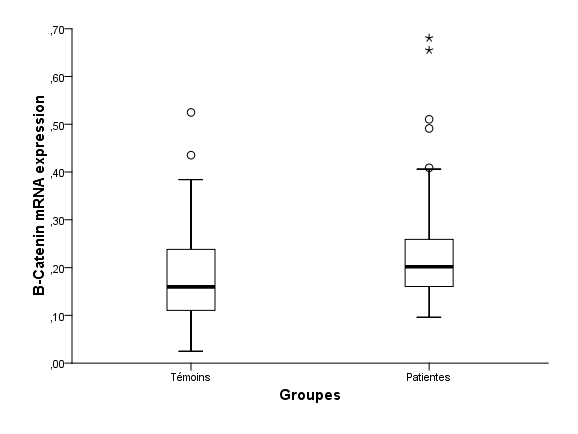 B-Catenin mRNA expression
,70
,60
,50
,40
,30
,20
,10
,00
Témoins
Patientes
Groupes